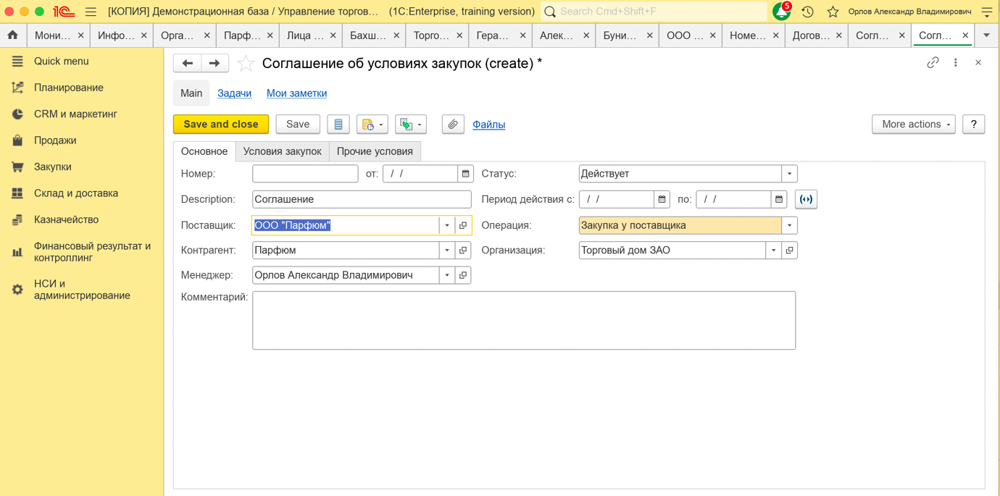 1С [КОПИЯ] Демонстрационная база / Управление торгов... (1C:Enterprise, training version) Search Cmd+Shift+F 5 Орлов Александр Владимирович
Мони... × Инфо... × Орга... × Парф... × Лица ... × Бахш... × Торго... × Гера... × Алек... × Буни... × ООО ... × Номе... × Догов... × Согл... × Согл... ×
Quick menu
Планирование
CRM и маркетинг
Продажи
Закупки
Склад и доставка
Казначейство
Финансовый результат и
контроллинг
НСИ и
администрирование
Соглашение об условиях закупок (create) *
Main Задачи Мои заметки
Save and close Save Файлы More actions ?
Основное Условия закупок Прочие условия
Номер: от: / / Статус: Действует
Description: Соглашение Период действия с: / / по: / /
Поставщик: ООО "Парфюм" Операция: Закупка у поставщика
Контрагент: Парфюм Организация: Торговый дом ЗАО
Менеджер: Орлов Александр Владимирович
Комментарий: